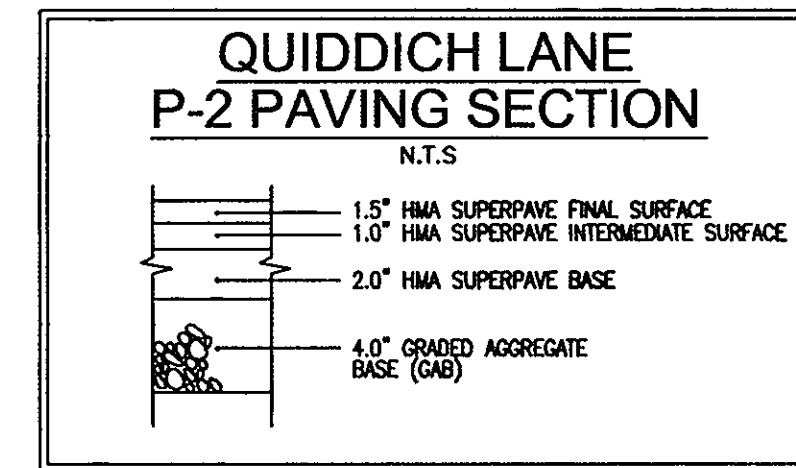 QUIDDICH LANE
P-2 PAVING SECTION
N.T.S
1.5" HMA SUPERPAVE FINAL SURFACE
1.0" HMA SUPERPAVE INTERMEDIATE SURFACE
2.0" HMA SUPERPAVE BASE
4.0" GRADED AGGREGATE
BASE (GAB)